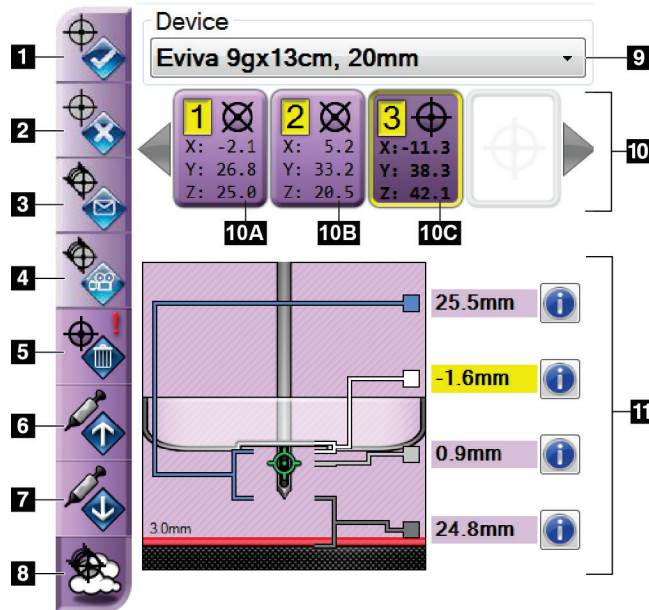 Device
1
Eviva 9gx13cm, 20mm
9
2
1
X: -2.1
Y: 26.8
Z: 25.0
2
X: 5.2
Y: 33.2
Z: 20.5
3
X:-11.3
Y: 38.3
Z: 42.1
10
3
10A
10B
10C
4
25.5mm
i
5
!
-1.6mm
i
11
6
0.9mm
i
7
3.0mm
24.8mm
i
8